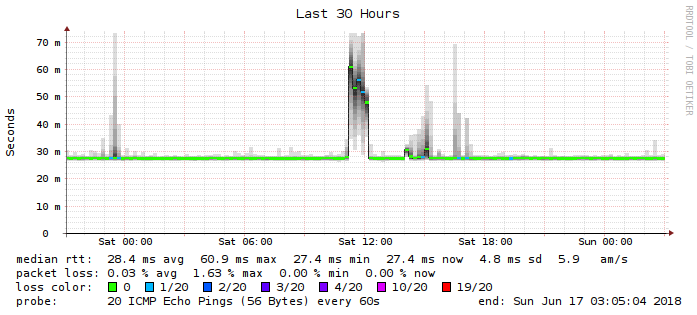 Last 30 Hours
RRDTOOL / TOBI OETIKER
Seconds
70 m
60 m
50 m
40 m
30 m
20 m
10 m
0
Sat 00:00 Sat 06:00 Sat 12:00 Sat 18:00 Sun 00:00
median rtt: 28.4 ms avg 60.9 ms max 27.4 ms min 27.4 ms now 4.8 ms sd 5.9 am/s
packet loss: 0.03 % avg 1.63 % max 0.00 % min 0.00 % now
loss color: 0 1/20 2/20 3/20 4/20 10/20 19/20
probe: 20 ICMP Echo Pings (56 Bytes) every 60s end: Sun Jun 17 03:05:04 2018